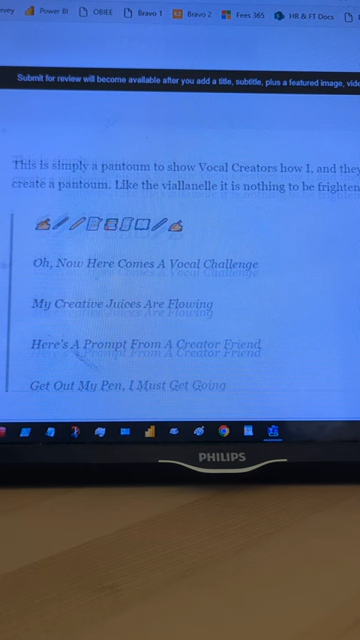 rvey Power BI OBIEE Bravo 1 Bravo 2 Fees 365 HR & FT Docs
Submit for review will become available after you add a title, subtitle, plus a featured image, vide
This is simply a pantoum to show Vocal Creators how I, and they
create a pantoum. Like the viallanelle it is nothing to be frighten
Oh, Now Here Comes A Vocal Challenge
My Creative Juices Are Flowing
Here's A Prompt From A Creator Friend
Get Out My Pen, I Must Get Going
PHILIPS